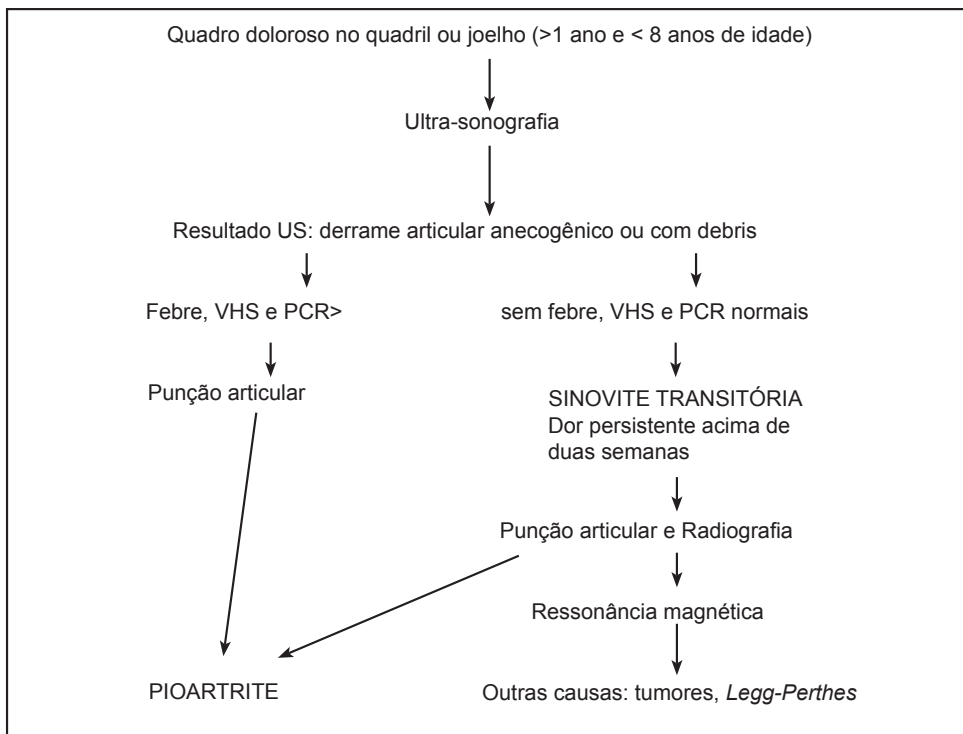 Quadro doloroso no quadril ou joelho (>1 ano e < 8 anos de idade)
Ultra-sonografia
Resultado US: derrame articular anecogênico ou com debris
Febre, VHS e PCR>
sem febre, VHS e PCR normais
Punção articular
SINOVITE TRANSITÓRIA
Dor persistente acima de
duas semanas
Punção articular e Radiografia
Ressonância magnética
PIOARTRITE
Outras causas: tumores, Legg-Perthes